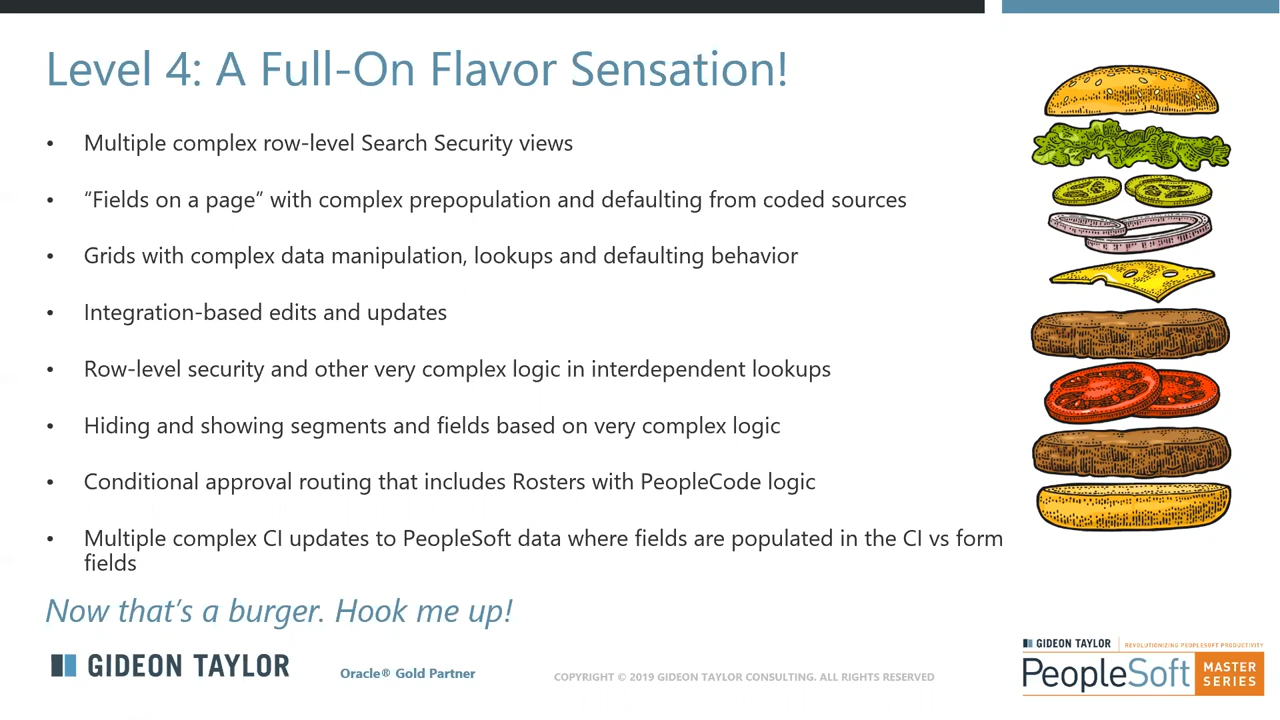 Level 4: A Full-On Flavor Sensation!
• Multiple complex row-level Search Security views
• “Fields on a page“ with complex prepopulation and defaulting from coded sources
• Grids with complex data manipulation, lookups and defaulting behavior
• Integration-based edits and updates
• Row-level security and other very complex logic in interdependent lookups
• Hiding and showing segments and fields based on very complex logic
• Conditional approval routing that includes Rosters with PeopleCode logic
• Multiple complex CI updates to PeopleSoft data where fields are populated in the CI vs form
fields
Now that's a burger. Hook me up!
GIDEON TAYLOR
Oracle® Gold Partner
COPYRIGHT © 2019 GIDEON TAYLOR CONSULTING. ALL RIGHTS RESERVED
GIDEON TAYLOR | REVOLUTIONIZING PEOPLESOFT PRODUCTIVITY
PeopleSoft MASTER
SERIES